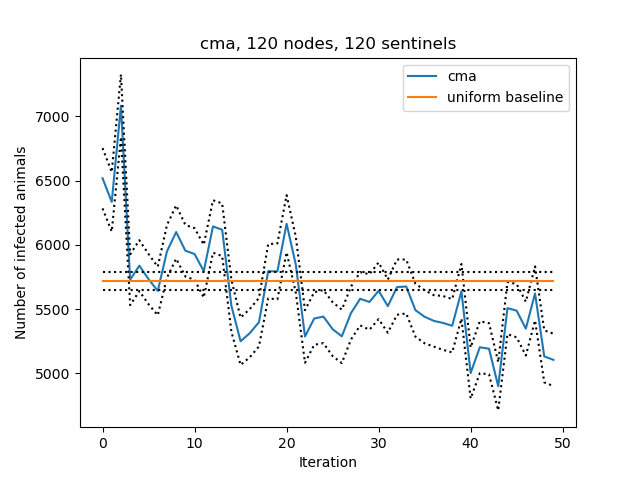 cma, 120 nodes, 120 sentinels
cma
uniform baseline
Number of infected animals
7000
6500
6000
5500
5000
0 10 20 30 40 50
Iteration